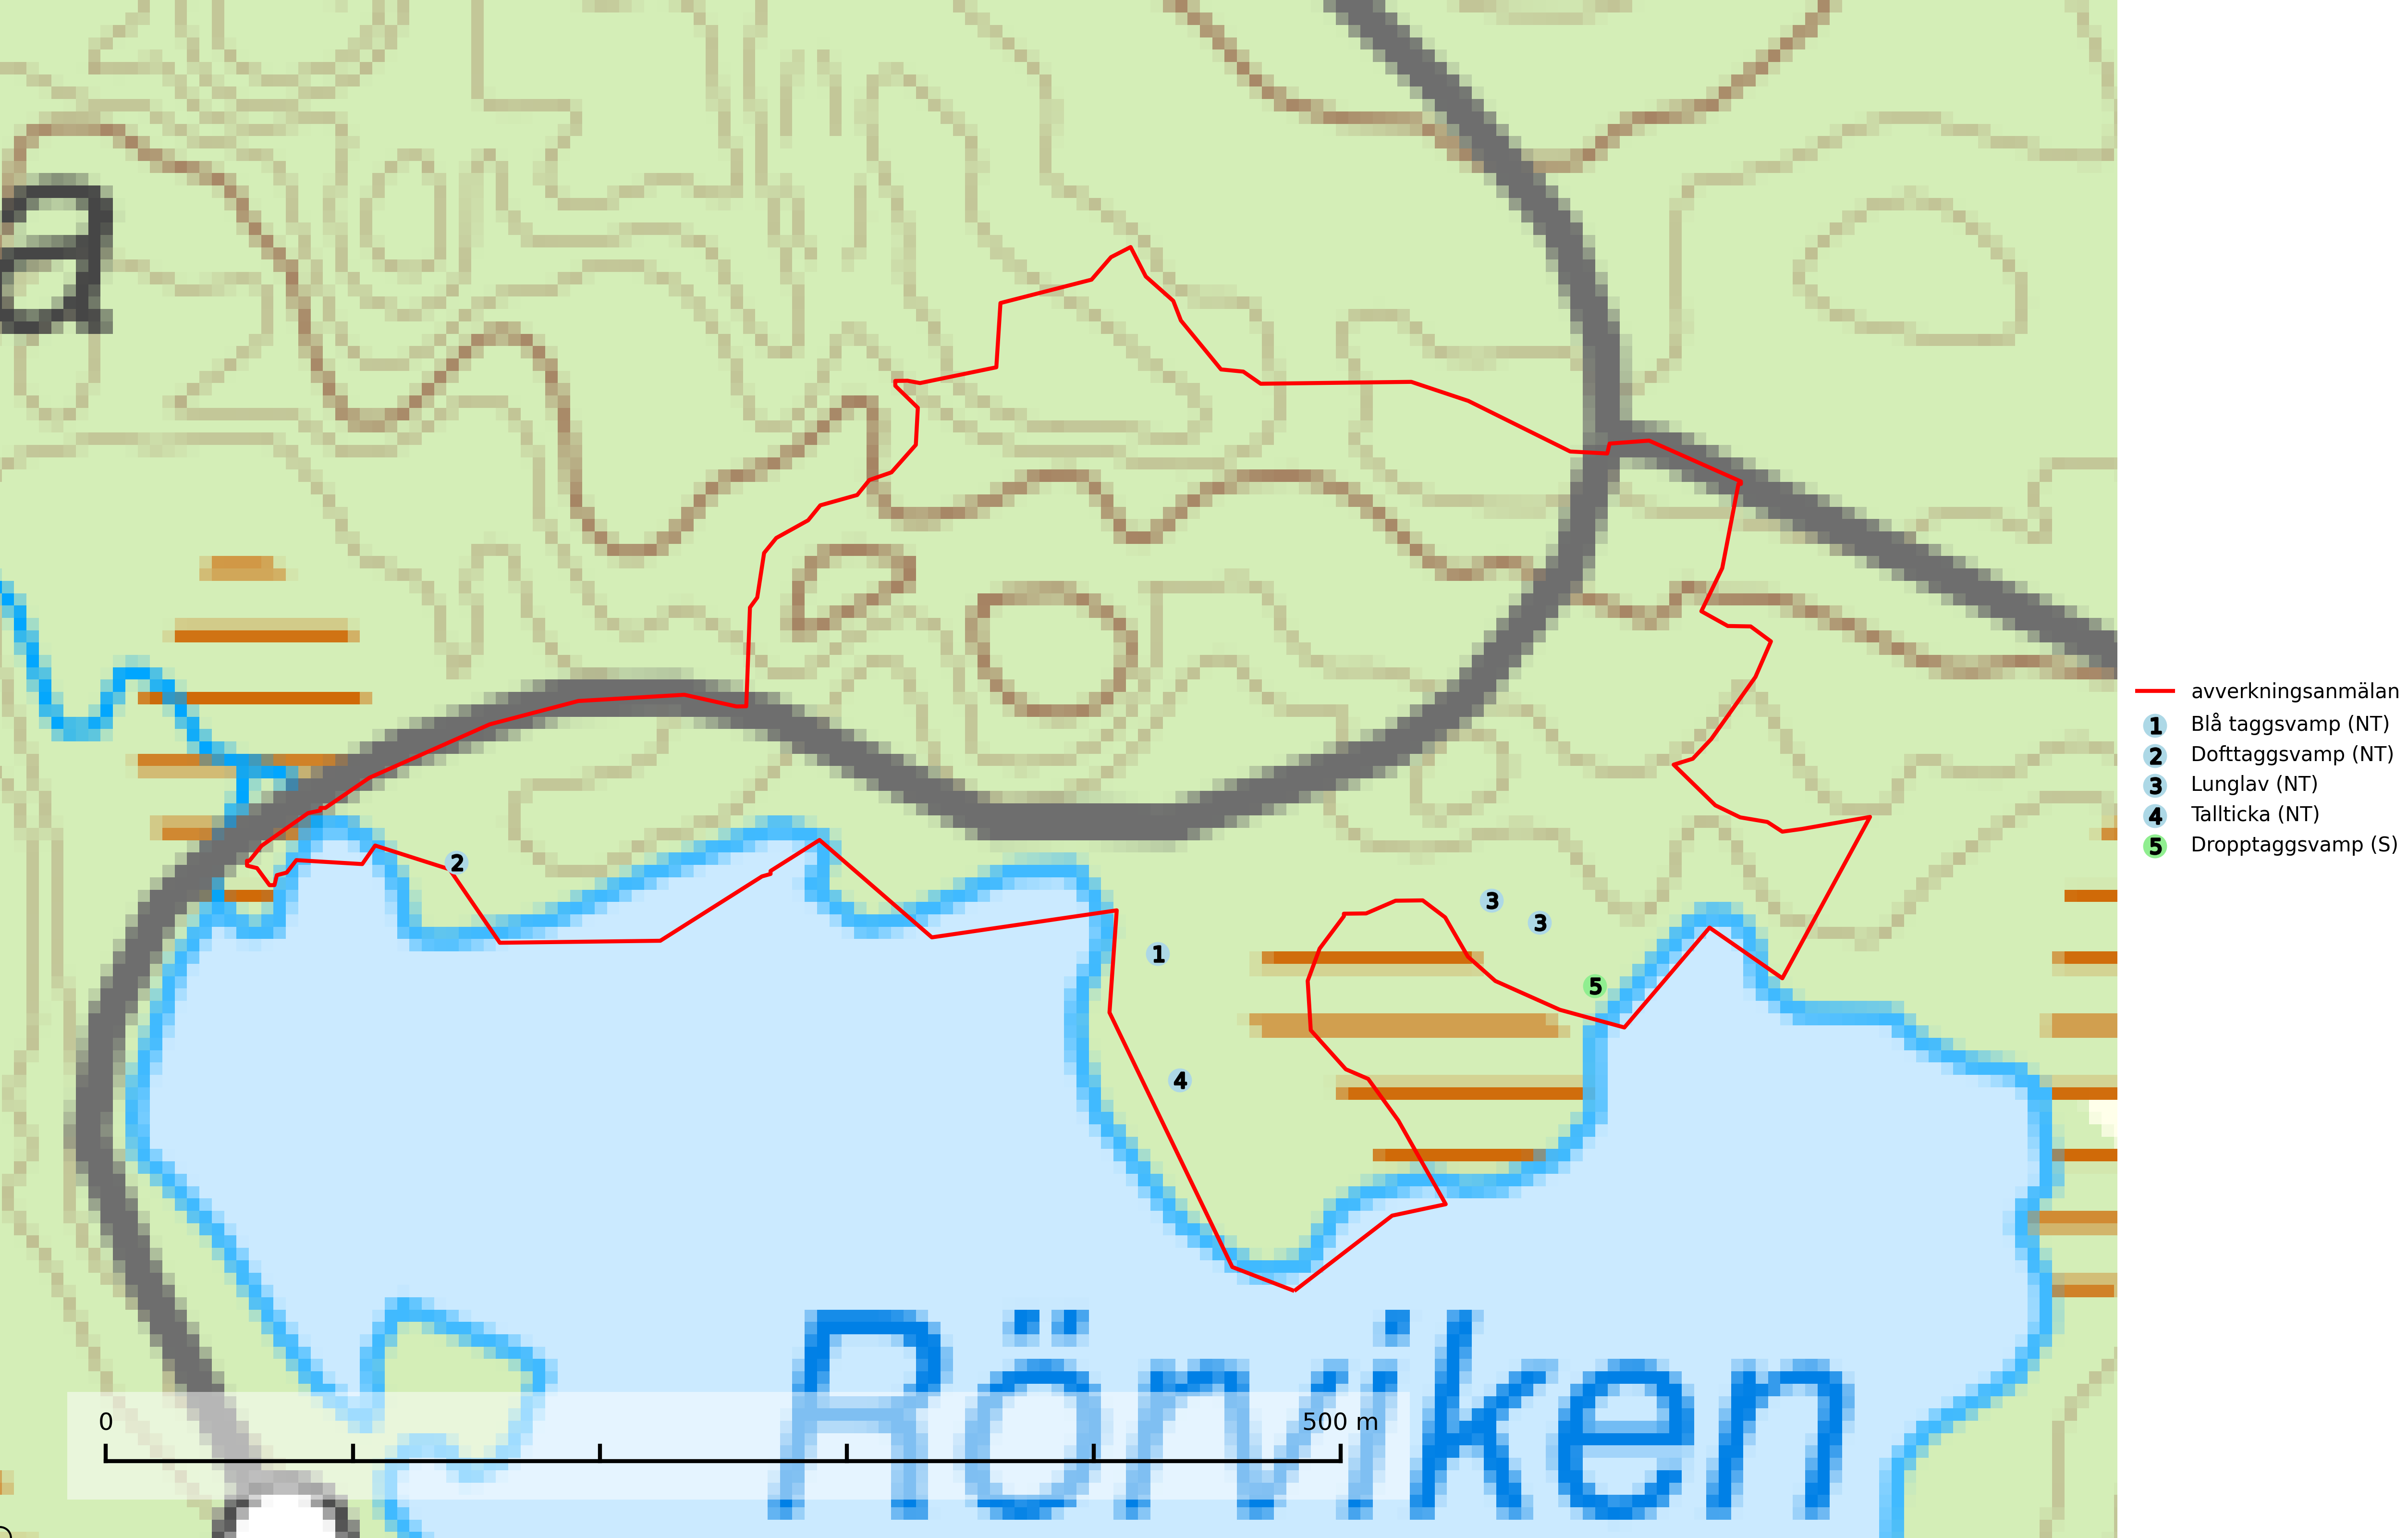 a
avverkningsanmälan
1 Blå taggsvamp (NT)
2 Dofttaggsvamp (NT)
3 Lunglav (NT)
4 Tallticka (NT)
5 Dropptaggsvamp (S)
2
3
3
1
5
4
Rörviken
0 500 m